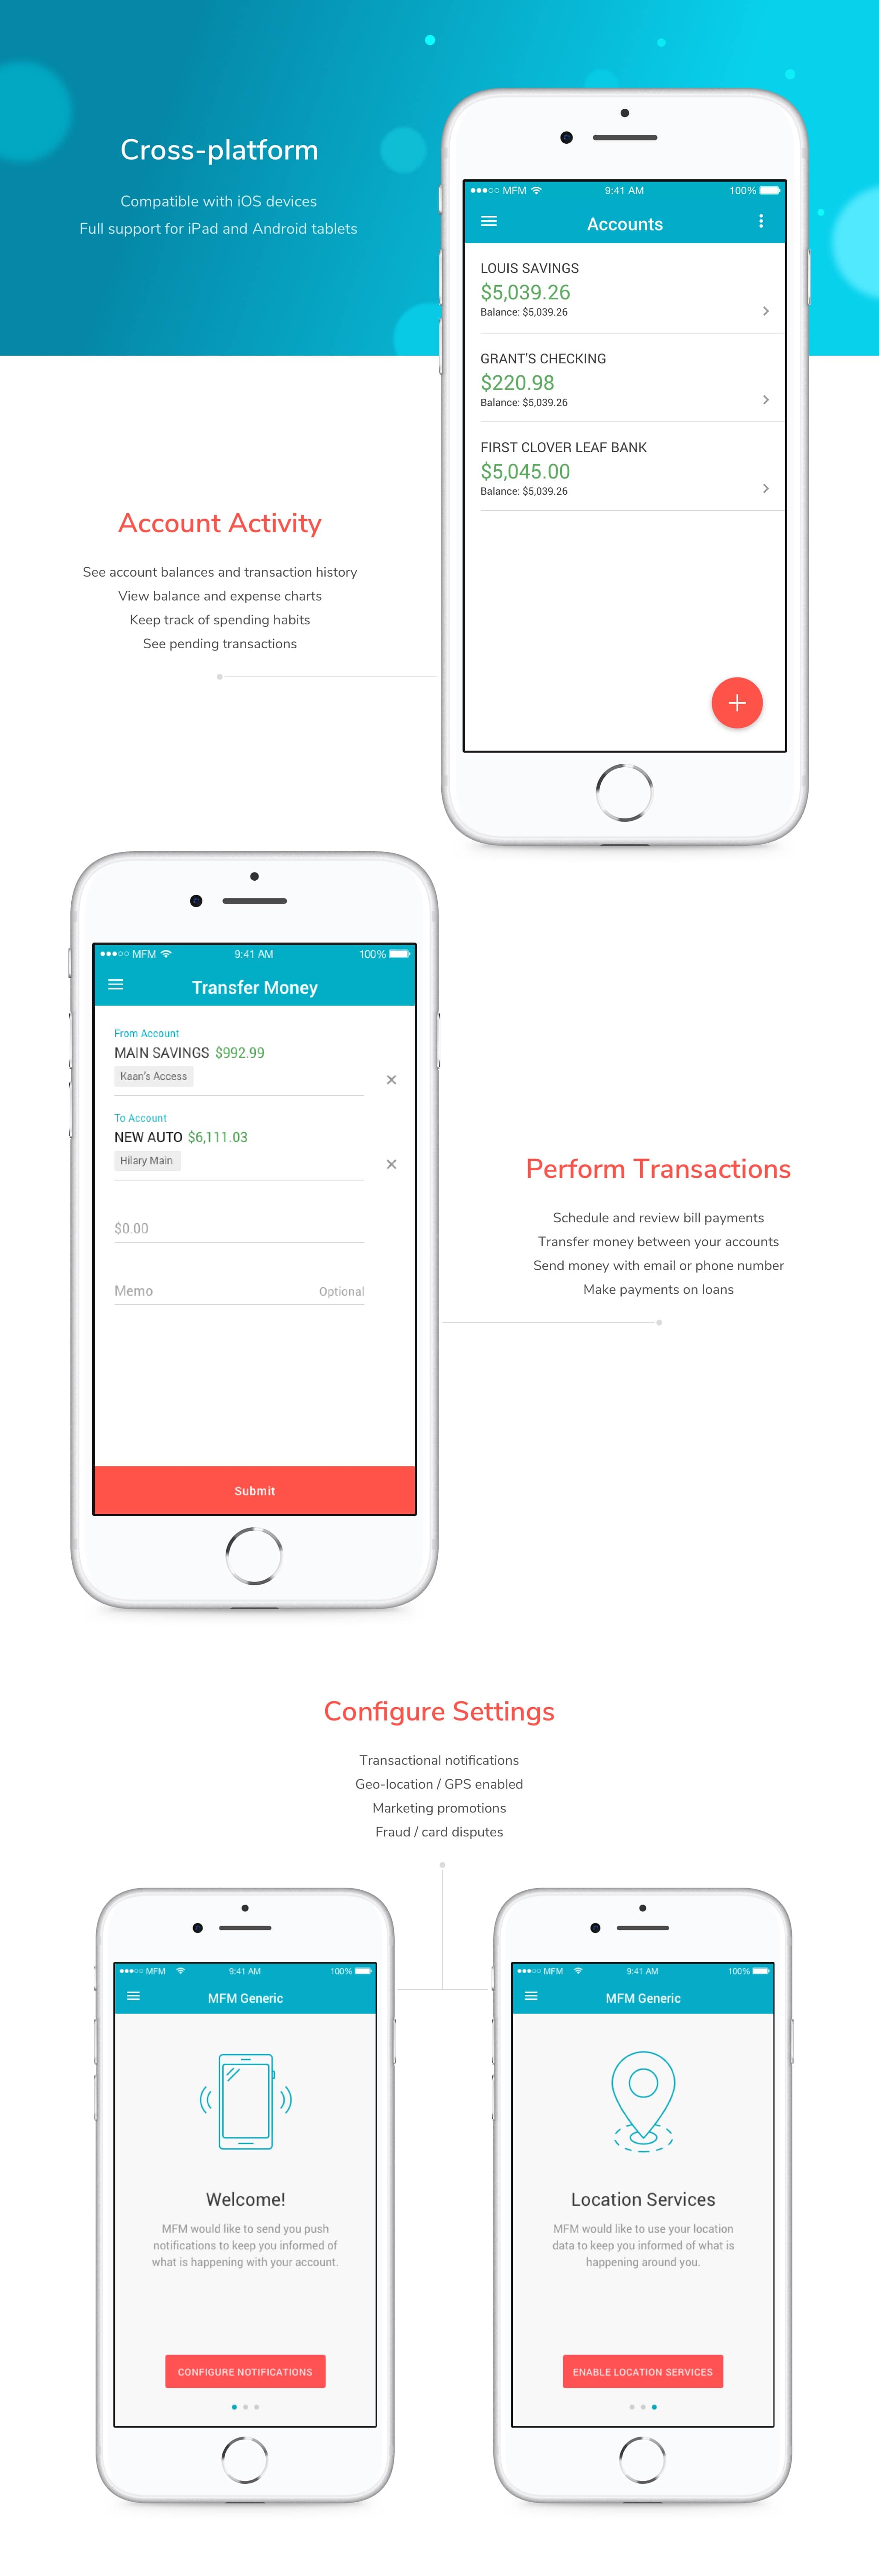 Cross-platform
Compatible with iOS devices
Full support for iPad and Android tablets
MFM 9:41 AM 100%
Accounts
LOUIS SAVINGS
$5,039.26
Balance: $5,039.26
GRANT'S CHECKING
$220.98
Balance: $5,039.26
FIRST CLOVER LEAF BANK
$5,045.00
Balance: $5,039.26
Account Activity
See account balances and transaction history
View balance and expense charts
Keep track of spending habits
See pending transactions
MFM 9:41 AM 100%
Transfer Money
From Account
MAIN SAVINGS $992.99
Kaan's Access
To Account
NEW AUTO $6,111.03
Hilary Main
$0.00
Memo Optional
Submit
Perform Transactions
Schedule and review bill payments
Transfer money between your accounts
Send money with email or phone number
Make payments on loans
Configure Settings
Transactional notifications
Geo-location / GPS enabled
Marketing promotions
Fraud / card disputes
MFM 9:41 AM 100%
MFM Generic
Welcome!
MFM would like to send you push
notifications to keep you informed of
what is happening with your account.
CONFIGURE NOTIFICATIONS
MFM 9:41 AM 100%
MFM Generic
Location Services
MFM would like to use your location
data to keep you informed of what is
happening around you.
ENABLE LOCATION SERVICES